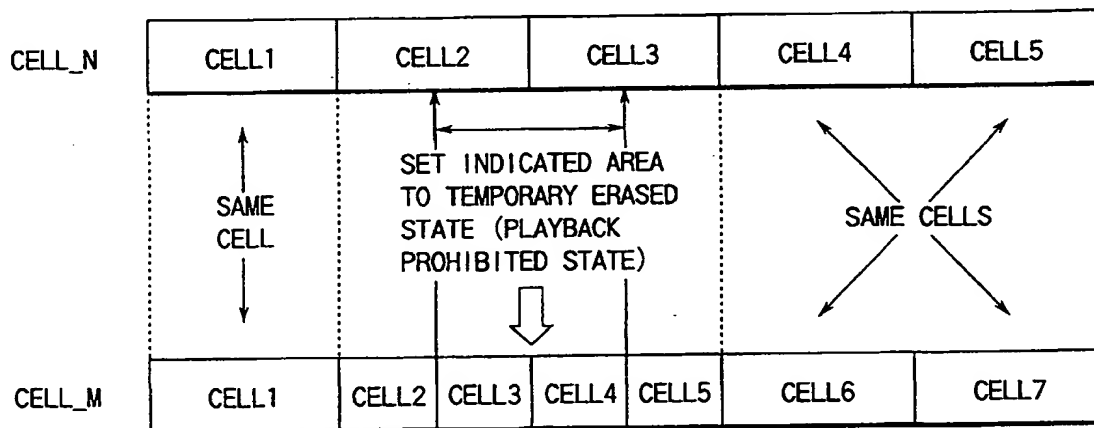 CELL_N CELL1 CELL2 CELL3 CELL4 CELL5
SAME
CELL
SET INDICATED AREA
TO TEMPORARY ERASED
STATE (PLAYBACK
PROHIBITED STATE)
SAME CELLS
CELL_M CELL1 CELL2 CELL3 CELL4 CELL5 CELL6 CELL7